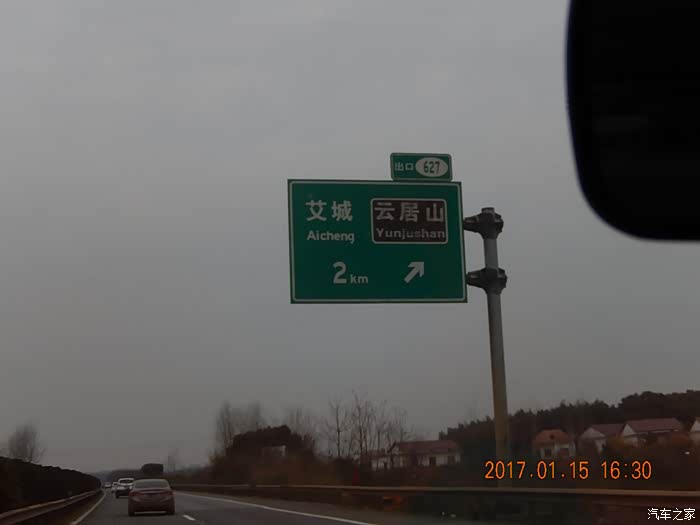 出口 627
艾城 云居山
Aicheng Yunjushan
2 km
2017.01.15 16:30
汽车之家